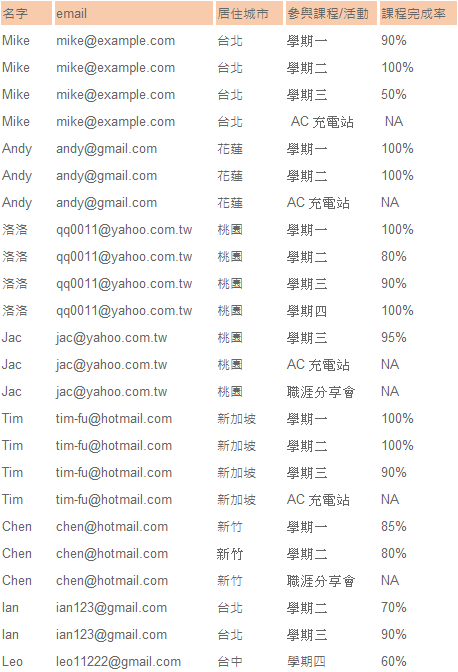 名字 email 居住城市 參與課程/活動 課程完成率
Mike mike@example.com 台北 學期一 90%
Mike mike@example.com 台北 學期二 100%
Mike mike@example.com 台北 學期三 50%
Mike mike@example.com 台北 AC 充電站 NA
Andy andy@gmail.com 花蓮 學期一 100%
Andy andy@gmail.com 花蓮 學期二 100%
Andy andy@gmail.com 花蓮 AC 充電站 NA
洛洛 qq0011@yahoo.com.tw 桃園 學期一 100%
洛洛 qq0011@yahoo.com.tw 桃園 學期二 80%
洛洛 qq0011@yahoo.com.tw 桃園 學期三 90%
洛洛 qq0011@yahoo.com.tw 桃園 學期四 100%
Jac jac@yahoo.com.tw 桃園 學期三 95%
Jac jac@yahoo.com.tw 桃園 AC 充電站 NA
Jac jac@yahoo.com.tw 桃園 職涯分享會 NA
Tim tim-fu@hotmail.com 新加坡 學期一 100%
Tim tim-fu@hotmail.com 新加坡 學期二 100%
Tim tim-fu@hotmail.com 新加坡 學期三 90%
Tim tim-fu@hotmail.com 新加坡 AC 充電站 NA
Chen chen@hotmail.com 新竹 學期一 85%
Chen chen@hotmail.com 新竹 學期二 80%
Chen chen@hotmail.com 新竹 職涯分享會 NA
Ian ian123@gmail.com 台北 學期二 70%
Ian ian123@gmail.com 台北 學期三 90%
Leo leo11222@gmail.com 台中 學期四 60%